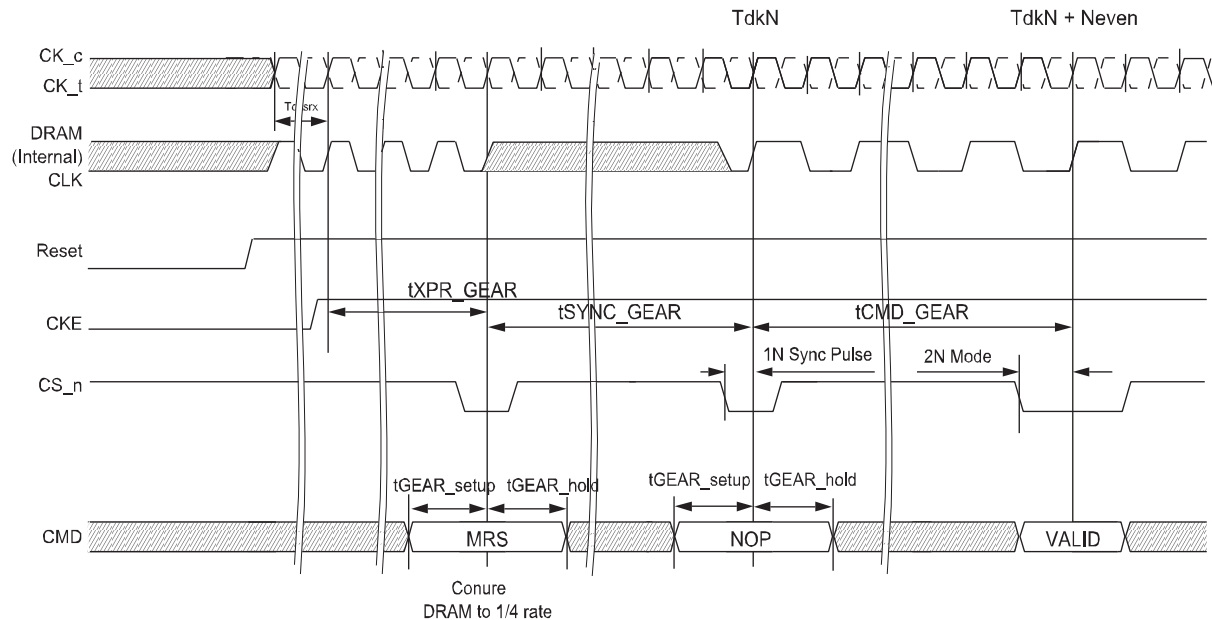 TdkN
TdkN + Neven
CK_c
CK_t
DRAM
(Internal)
CLK
Reset
tXPR_GEAR
CKE
tSYNC_GEAR
tCMD_GEAR
1N Sync Pulse
2N Mode
CS_n
tGEAR_setup
tGEAR_hold
tGEAR_setup
tGEAR_hold
CMD
MRS
NOP
VALID
Conure
DRAM to 1/4 rate